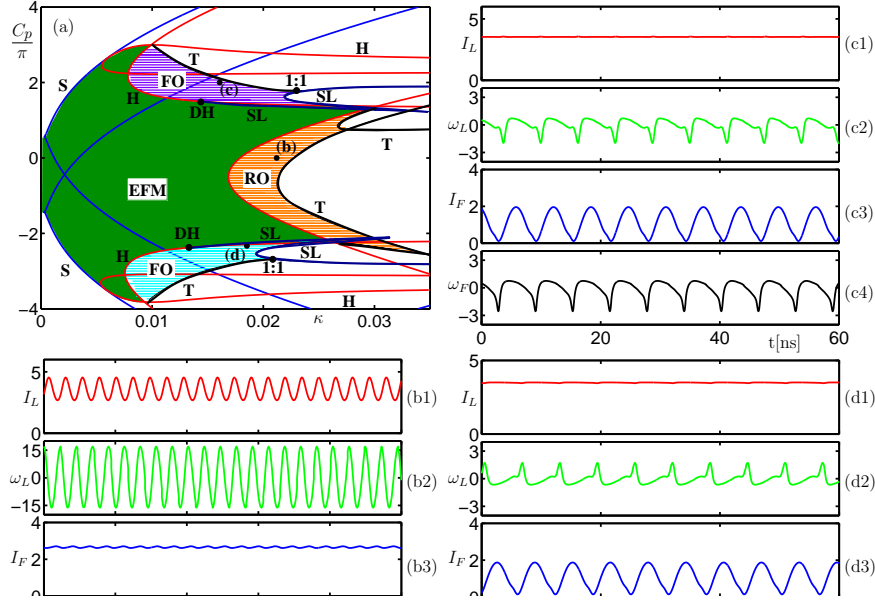 4
2
0
−2
−4
C_p/π
(a)
S
T
H
FO
(c)
1:1
SL
H
DH
SL
(b)
T
EFM
RO
T
DH
SL
S
H
(d)
SL
FO
1:1
T
H
0
0.01
0.02
κ
0.03
5
I_L
0
(c1)
3
ω_L
0
−3
(c2)
4
I_F
2
0
(c3)
3
ω_F
0
−3
(c4)
0
20
40
t[ns]
60
5
I_L
0
(b1)
15
ω_L
0
−15
(b2)
4
I_F
2
0
(b3)
5
I_L
0
(d1)
3
ω_L
0
−3
(d2)
4
I_F
2
0
(d3)